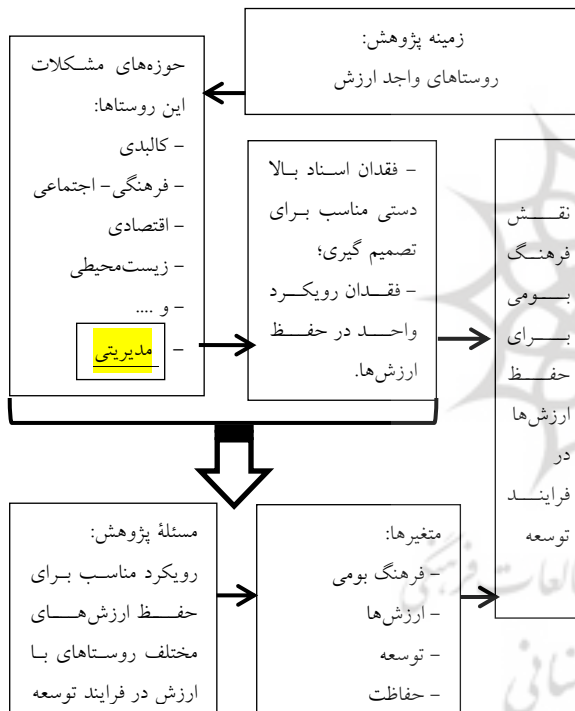 زمینه پژوهش:
روستاهای واجد ارزش
حوزه‌های مشکلات
این روستاها:
- کالبدی
- فرهنگی- اجتماعی
- اقتصادی
- زیست‌محیطی
- و ....
- مدیریتی
- فقدان اسناد بالا
دستی مناسب برای
تصمیم گیری؛
- فقدان رویکرد
واحد در حفظ
ارزش‌ها.
نقش
فرهنگ
بومی
برای
حفظ
ارزش‌ها
در
فرایند
توسعه
مسئلۀ پژوهش:
رویکرد مناسب برای
حفظ ارزش‌های
مختلف روستاهای با
ارزش در فرایند توسعه
متغیرها:
- فرهنگ بومی
- ارزش‌ها
- توسعه
- حفاظت